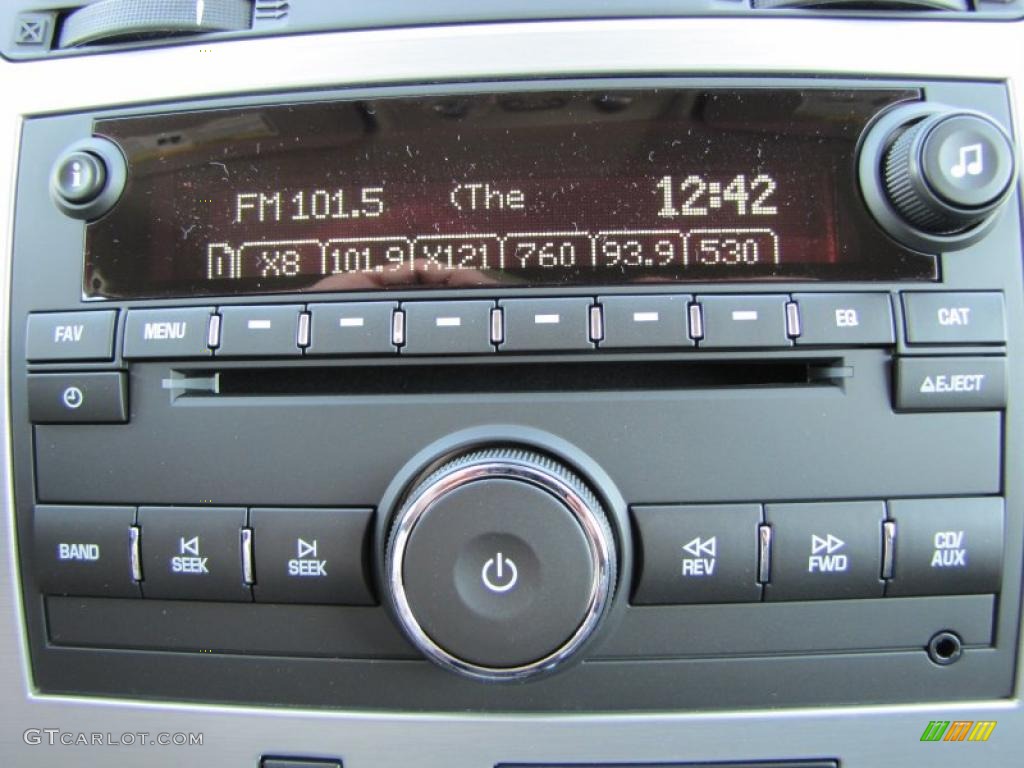 FM 101.5 (The 12:42
X8 101.9 X121 760 93.9 530
FAV MENU EQ CAT
EJECT
BAND SEEK SEEK REV FWD CD/
AUX
GTCARLOT.COM